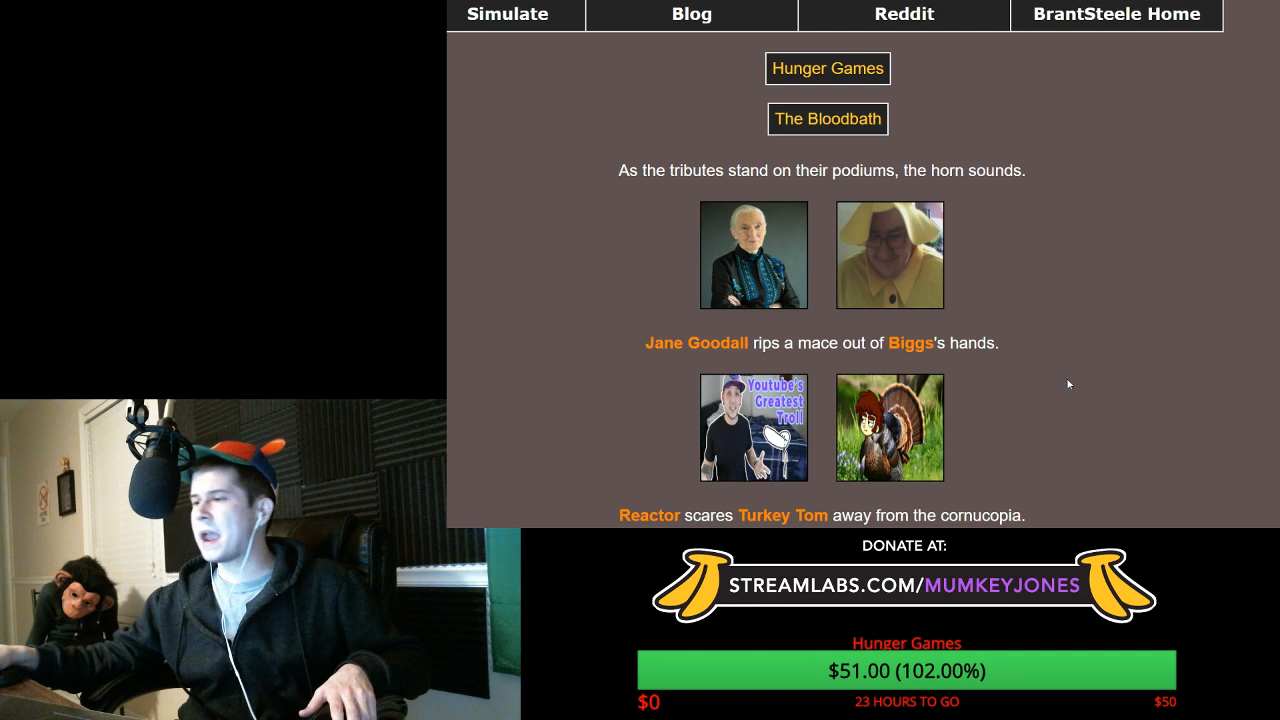 Simulate
Blog
Reddit
BrantSteele Home
Hunger Games
The Bloodbath
As the tributes stand on their podiums, the horn sounds.
Jane Goodall rips a mace out of Biggs's hands.
Youtube's
Greatest
Troll
Reactor scares Turkey Tom away from the cornucopia.
DONATE AT:
STREAMLABS.COM/MUMKEYJONES
Hunger Games
$51.00 (102.00%)
$0
23 HOURS TO GO
$50